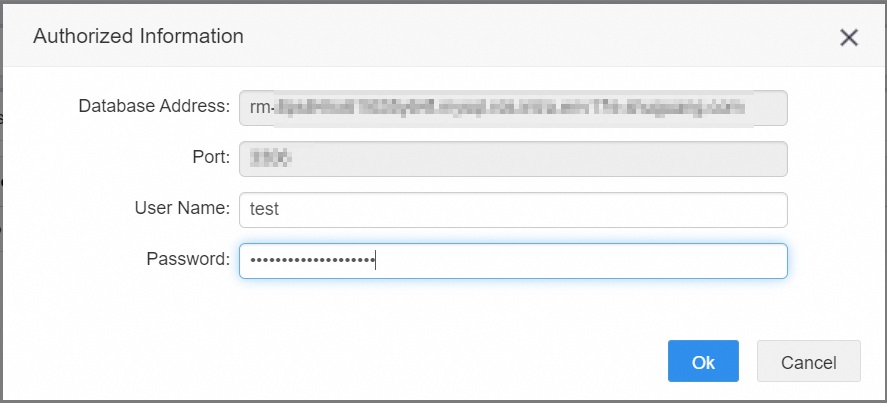 Authorized Information
Database Address: rm-
Port:
User Name: test
Password: ••••••••••••••••••••
Ok Cancel